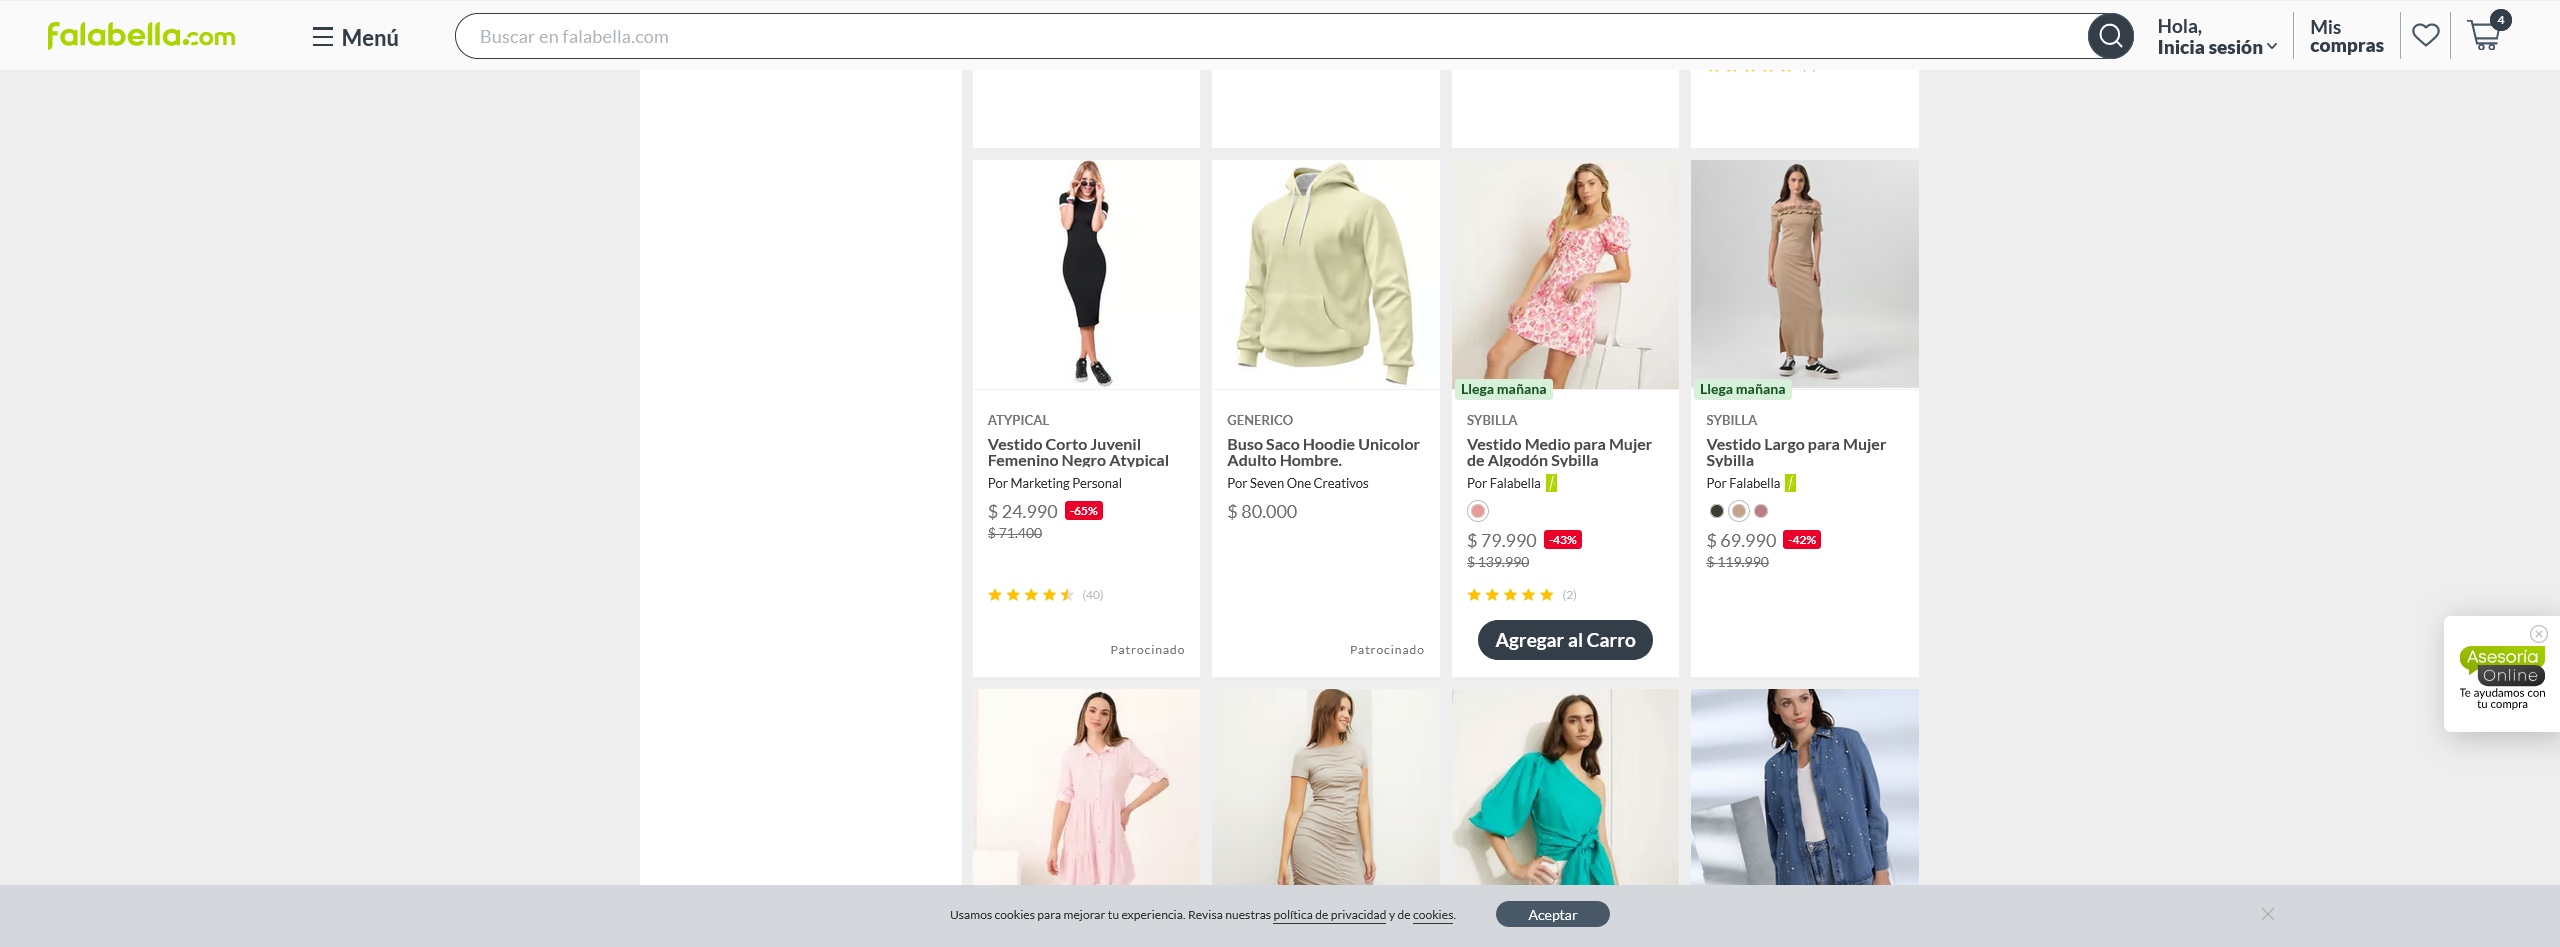 falabella.com
Menú
Buscar en falabella.com
Hola,
Inicia sesión
Mis
compras
4
Llega mañana
Llega mañana
ATYPICAL
Vestido Corto Juvenil
Femenino Negro Atypical
Por Marketing Personal
$ 24.990 -65%
$ 71.400
(40)
Patrocinado
GENERICO
Buso Saco Hoodie Unicolor
Adulto Hombre.
Por Seven One Creativos
$ 80.000
Patrocinado
SYBILLA
Vestido Medio para Mujer
de Algodón Sybilla
Por Falabella
$ 79.990 -43%
$ 139.990
(2)
Agregar al Carro
SYBILLA
Vestido Largo para Mujer
Sybilla
Por Falabella
$ 69.990 -42%
$ 119.990
Asesoría
Online
Te ayudamos con
tu compra
Usamos cookies para mejorar tu experiencia. Revisa nuestras política de privacidad y de cookies.
Aceptar